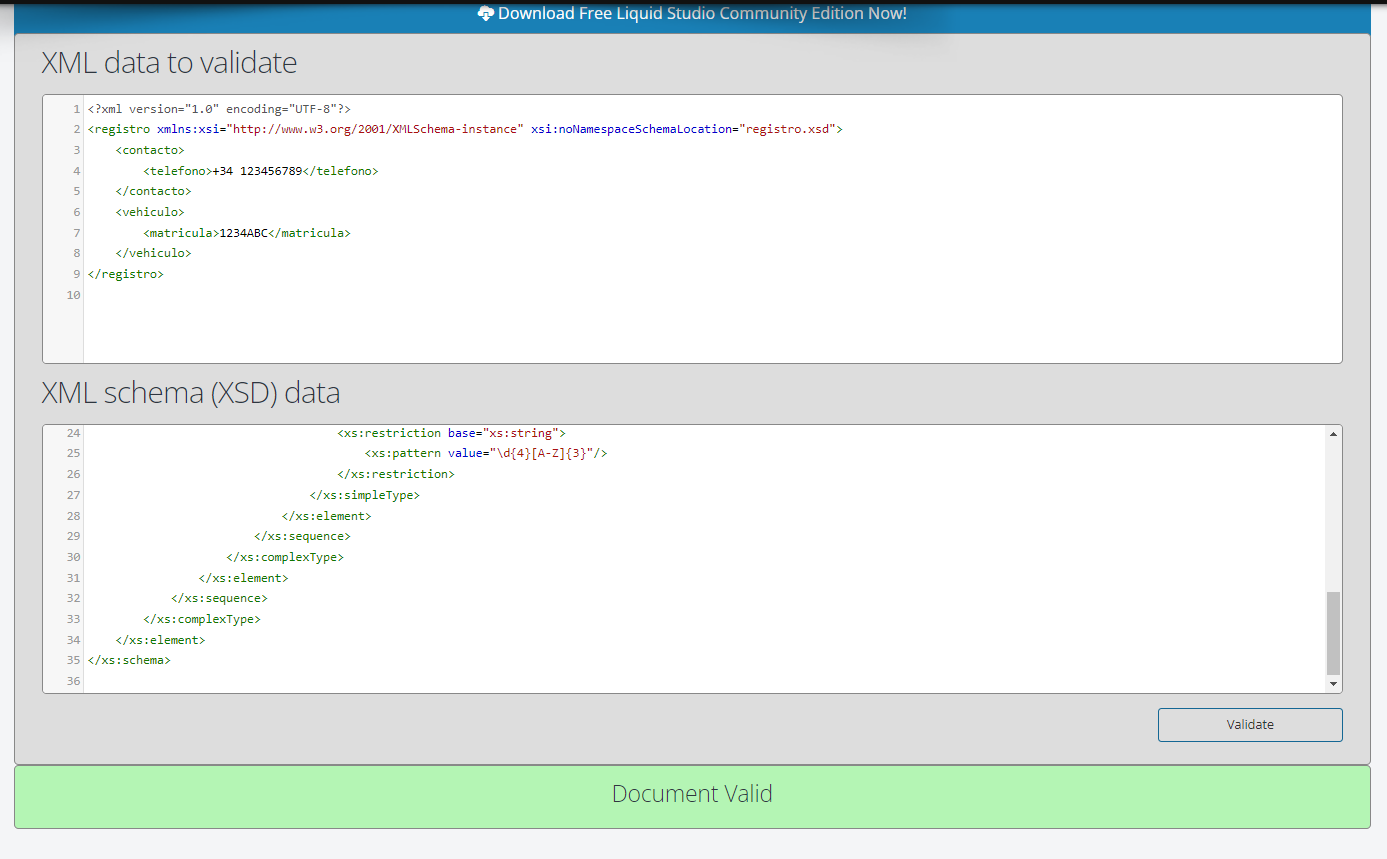 Download Free Liquid Studio Community Edition Now!
XML data to validate
1 <?xml version="1.0" encoding="UTF-8"?>
2 <registro xmlns:xsi="http://www.w3.org/2001/XMLSchema-instance" xsi:noNamespaceSchemaLocation="registro.xsd">
3     <contacto>
4         <telefono>+34 123456789</telefono>
5     </contacto>
6     <vehiculo>
7         <matricula>1234ABC</matricula>
8     </vehiculo>
9 </registro>
10
XML schema (XSD) data
24                                     <xs:restriction base="xs:string">
25                                         <xs:pattern value="\d{4}[A-Z]{3}"/>
26                                     </xs:restriction>
27                                 </xs:simpleType>
28                             </xs:element>
29                         </xs:sequence>
30                     </xs:complexType>
31                 </xs:element>
32             </xs:sequence>
33         </xs:complexType>
34     </xs:element>
35 </xs:schema>
36
Validate
Document Valid